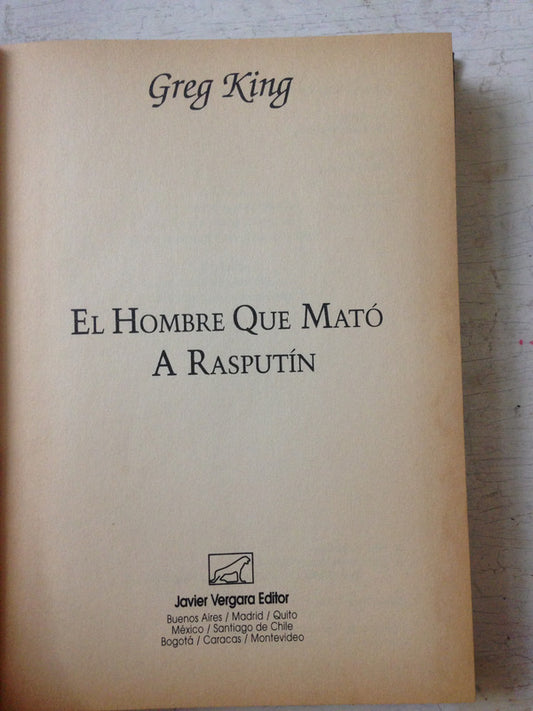 Greg King
El Hombre Que Mató
A Rasputín
Javier Vergara Editor
Buenos Aires / Madrid / Quito
México / Santiago de Chile
Bogotá / Caracas / Montevideo